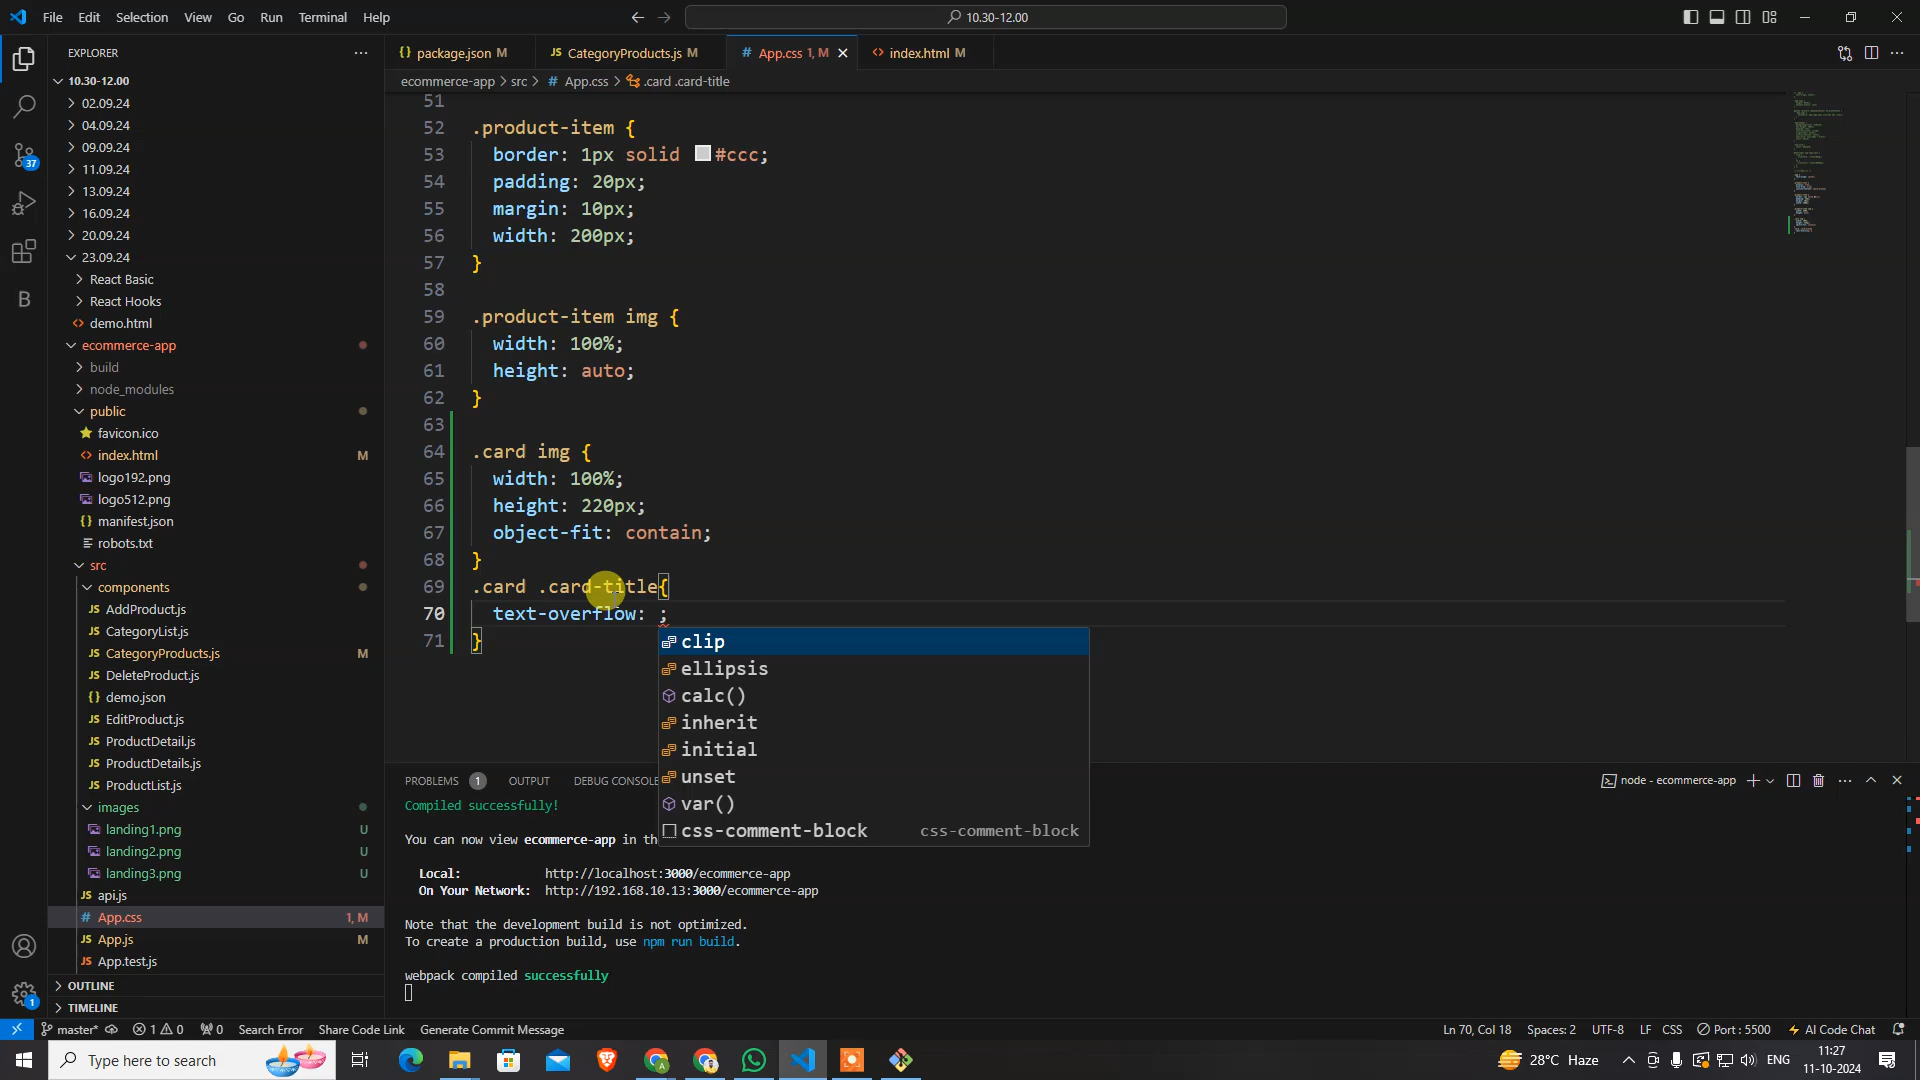 File Edit Selection View Go Run Terminal Help
10.30-12.00
EXPLORER
10.30-12.00
02.09.24
04.09.24
09.09.24
11.09.24
13.09.24
16.09.24
20.09.24
23.09.24
React Basic
React Hooks
demo.html
ecommerce-app
build
node_modules
public
favicon.ico
index.html M
logo192.png
logo512.png
manifest.json
robots.txt
src
components
AddProduct.js
CategoryList.js
CategoryProducts.js M
DeleteProduct.js
demo.json
EditProduct.js
ProductDetail.js
ProductDetails.js
ProductList.js
images
landing1.png U
landing2.png U
landing3.png U
api.js
App.css 1, M
App.js M
App.test.js
OUTLINE
TIMELINE
37
B
1
package.json M
CategoryProducts.js M
App.css 1, M
index.html M
ecommerce-app > src > # App.css > .card .card-title
51
52 .product-item {
53 border: 1px solid #ccc;
54 padding: 20px;
55 margin: 10px;
56 width: 200px;
57 }
58
59 .product-item img {
60 width: 100%;
61 height: auto;
62 }
63
64 .card img {
65 width: 100%;
66 height: 220px;
67 object-fit: contain;
68 }
69 .card .card-title{
70 text-overflow: ;
71 }
clip
ellipsis
calc()
inherit
initial
unset
var()
css-comment-block css-comment-block
PROBLEMS 1 OUTPUT DEBUG CONSOLE
node - ecommerce-app
Compiled successfully!
You can now view ecommerce-app in th
Local: http://localhost:3000/ecommerce-app
On Your Network: http://192.168.10.13:3000/ecommerce-app
Note that the development build is not optimized.
To create a production build, use npm run build.
webpack compiled successfully
master* 1 0 0 Search Error Share Code Link Generate Commit Message
Ln 70, Col 18 Spaces: 2 UTF-8 LF CSS Port : 5500 AI Code Chat
Type here to search
28°C Haze
ENG
11:27
11-10-2024